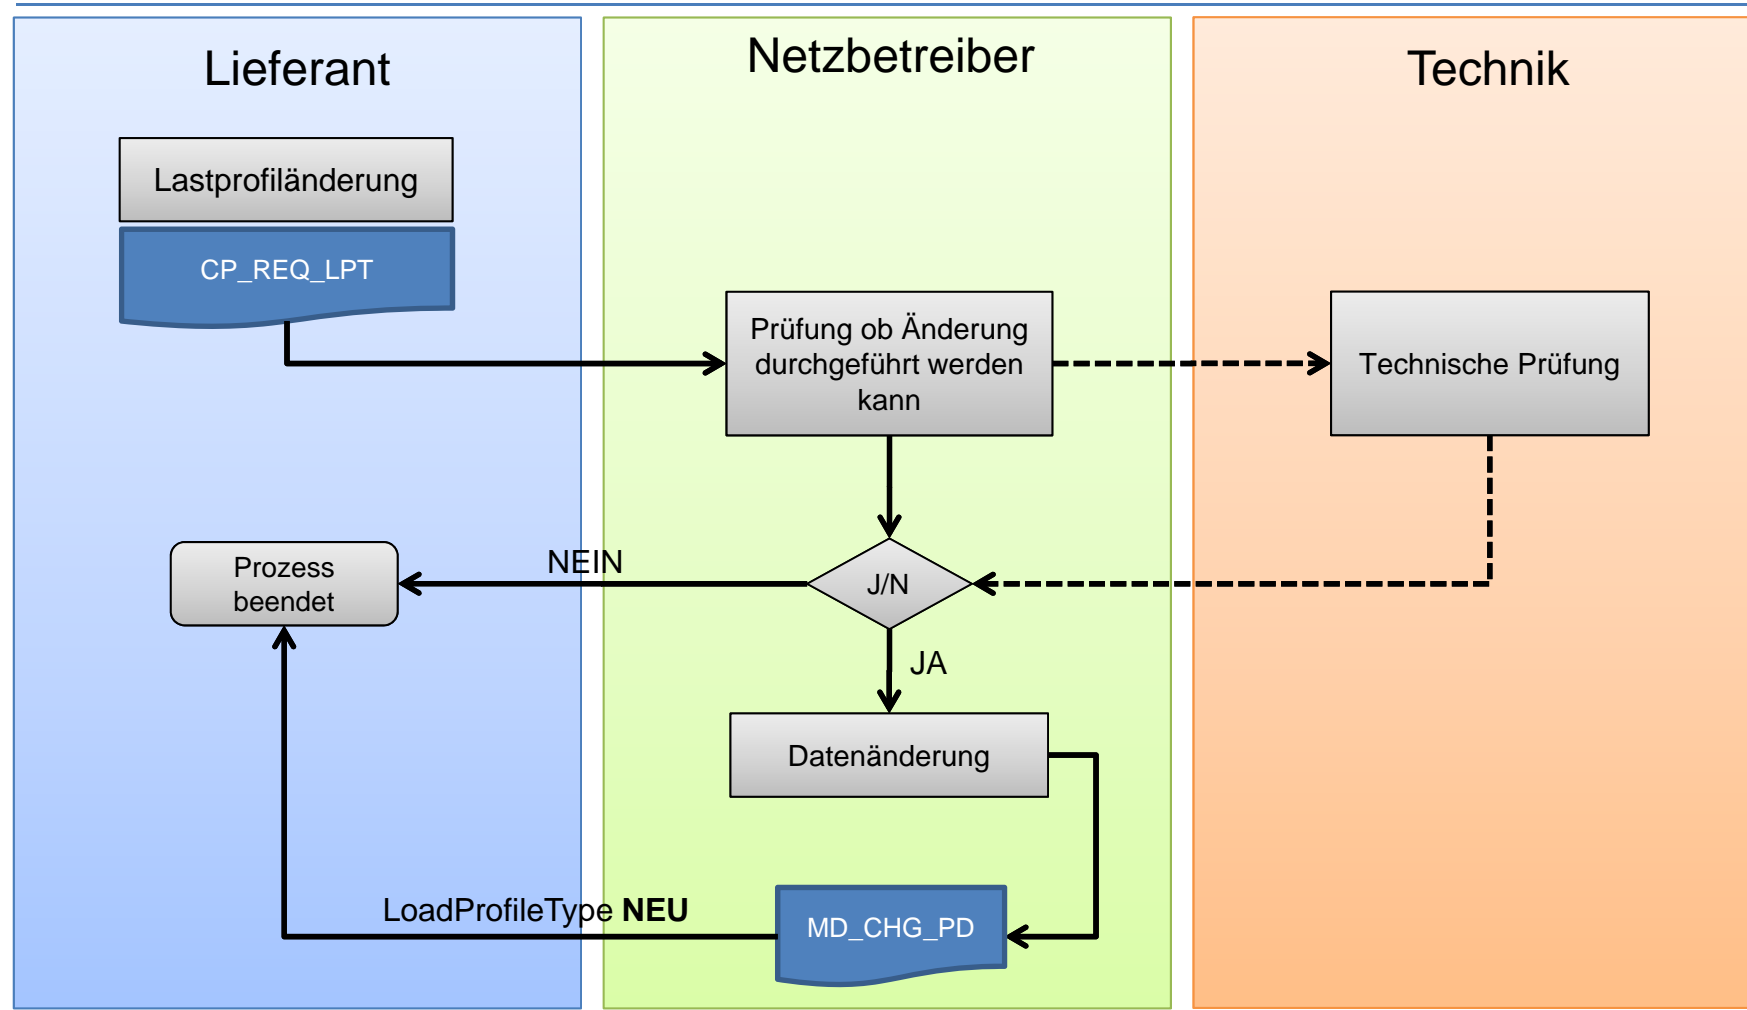 Lieferant
Netzbetreiber
Technik
Lastprofiländerung
CP_REQ_LPT
Prüfung ob Änderung
durchgeführt werden
kann
Technische Prüfung
Prozess
beendet
NEIN
J/N
JA
Datenänderung
LoadProfileType NEU
MD_CHG_PD